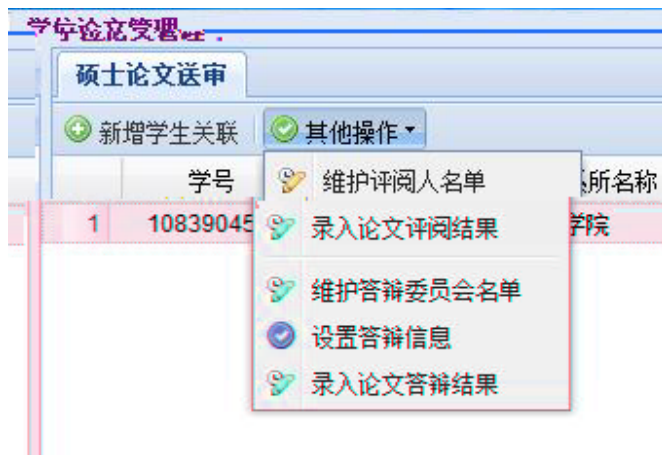 学位论文管理
硕士论文送审
新增学生关联 其他操作
学号 所名称
1 10839045 学院
维护评阅人名单
录入论文评阅结果
维护答辩委员会名单
设置答辩信息
录入论文答辩结果